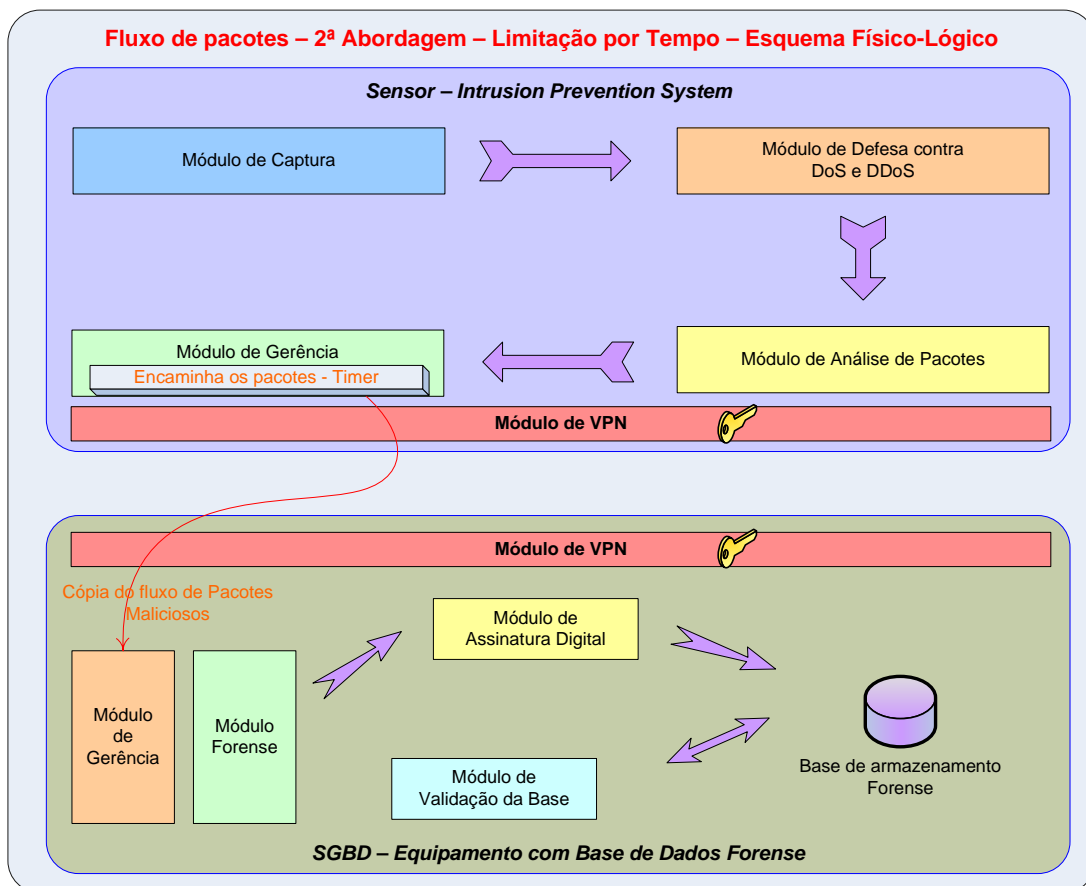 Fluxo de pacotes – 2ª Abordagem – Limitação por Tempo – Esquema Físico-Lógico
Sensor – Intrusion Prevention System
Módulo de Captura
Módulo de Defesa contra
DoS e DDoS
Módulo de Gerência
Encaminha os pacotes - Timer
Módulo de Análise de Pacotes
Módulo de VPN
Módulo de VPN
Cópia do fluxo de Pacotes
Maliciosos
Módulo
de
Gerência
Módulo
Forense
Módulo de
Assinatura Digital
Módulo de
Validação da Base
Base de armazenamento
Forense
SGBD – Equipamento com Base de Dados Forense